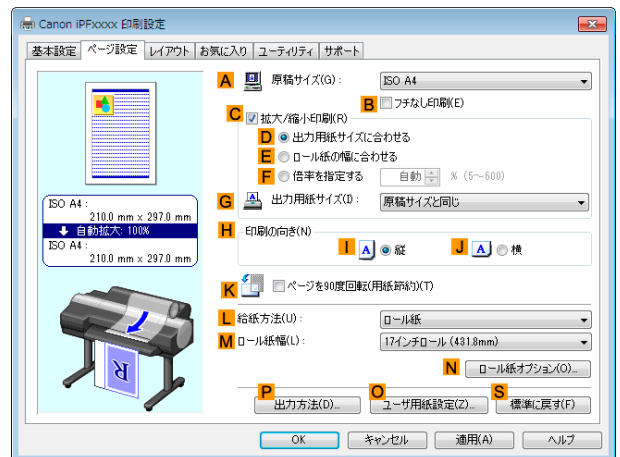 Canon iPFxxxx 印刷設定
基本設定 ページ設定 レイアウト お気に入り ユーティリティ サポート
A 原稿サイズ(G): ISO A4
B フチなし印刷(E)
C 拡大/縮小印刷(R)
D 出力用紙サイズに合わせる
E ロール紙の幅に合わせる
F 倍率を指定する 自動 % (5～600)
G 出力用紙サイズ(I): 原稿サイズと同じ
H 印刷の向き(N)
I A 縦 J A 横
K ページを90度回転(用紙節約)(T)
L 給紙方法(U): ロール紙
M ロール紙幅(L): 17インチロール (431.8mm)
N ロール紙オプション(O)...
P 出力方法(D)... O ユーザ用紙設定(Z)... S 標準に戻す(F)
ISO A4 :
210.0 mm x 297.0 mm
自動拡大: 100%
ISO A4 :
210.0 mm x 297.0 mm
R
OK キャンセル 適用(A) ヘルプ